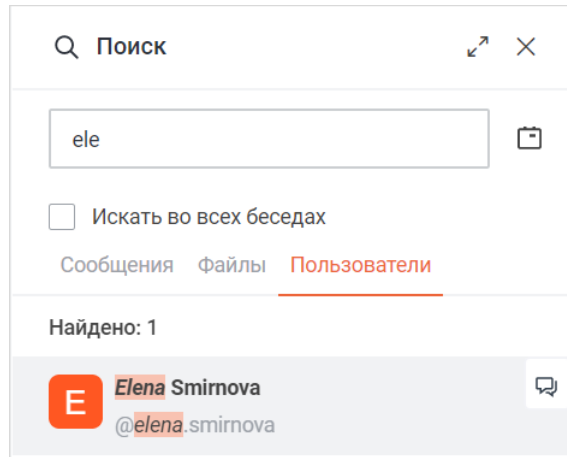 Поиск
ele
Искать во всех беседах
Сообщения Файлы Пользователи
Найдено: 1
E
Elena Smirnova
@elena.smirnova